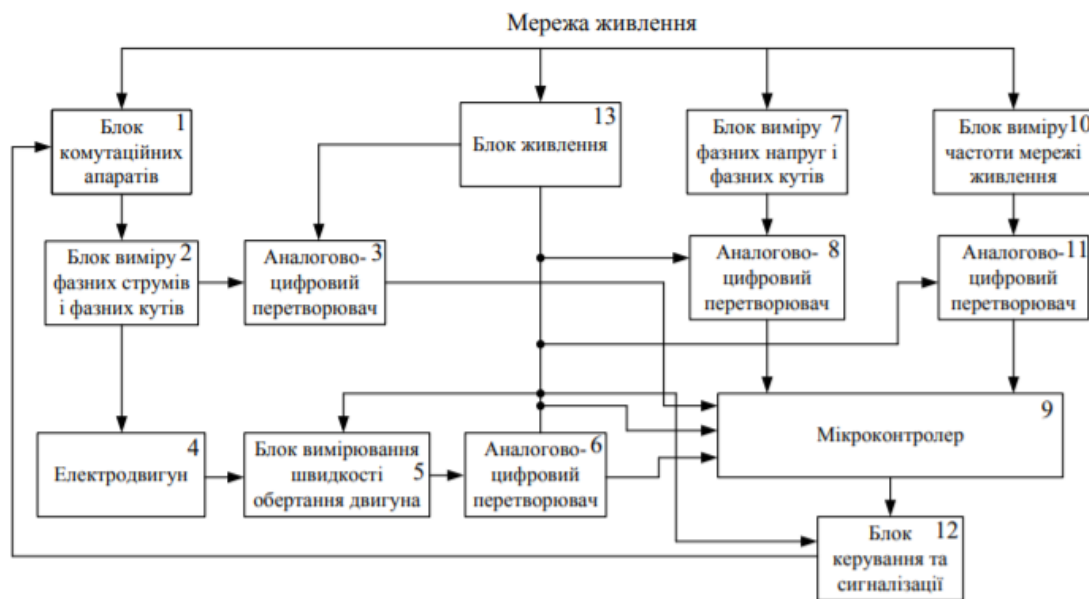 Мережа живлення
1
Блок
комутаційних
апаратів
13
Блок живлення
Блок виміру 7
фазних напруг і
фазних кутів
Блок виміру 10
частоти мережі
живлення
Блок виміру 2
фазних струмів
і фазних кутів
Аналогово- 3
цифровий
перетворювач
Аналогово- 8
цифровий
перетворювач
Аналогово- 11
цифровий
перетворювач
4
Електродвигун
Блок вимірювання
швидкості 5
обертання двигуна
Аналогово- 6
цифровий
перетворювач
9
Мікроконтролер
Блок 12
керування та
сигналізації